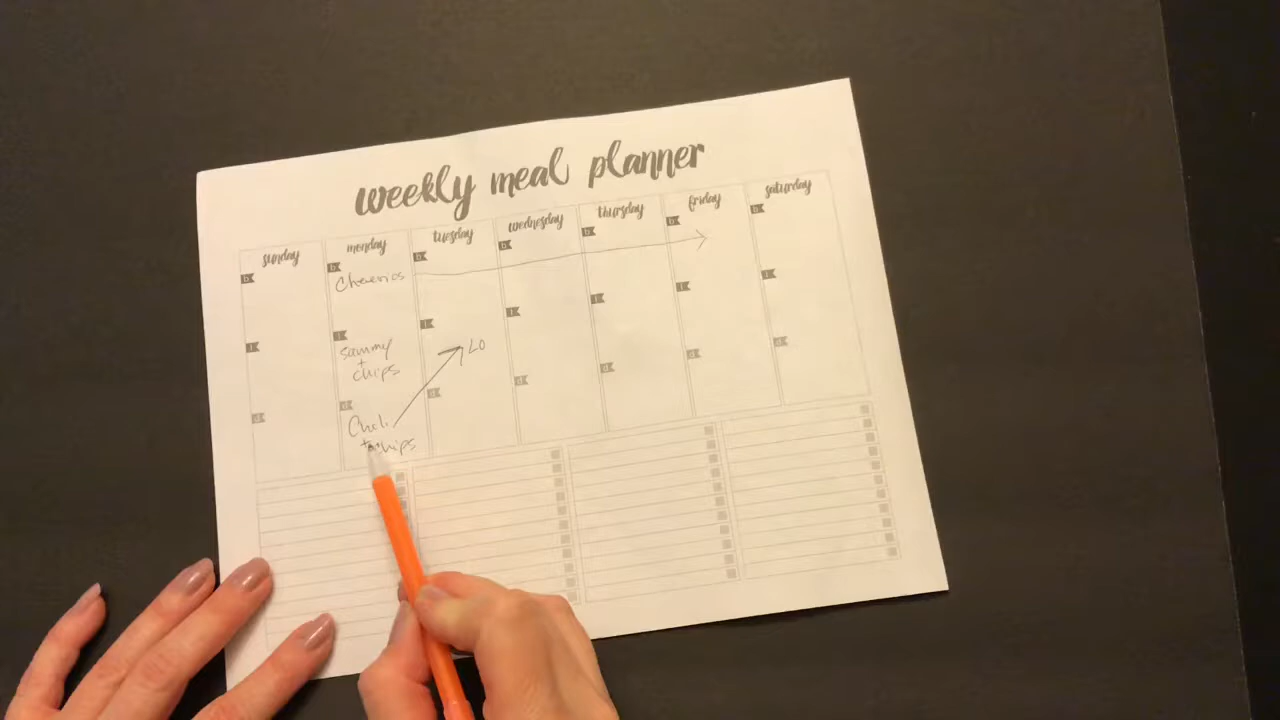 weekly meal planner
sunday monday tuesday wednesday thursday friday saturday
b b b b b b b
Cheerios
l l l l l l l
sammy
+
chips
LO
d d d d d d d
Chili
+ chips